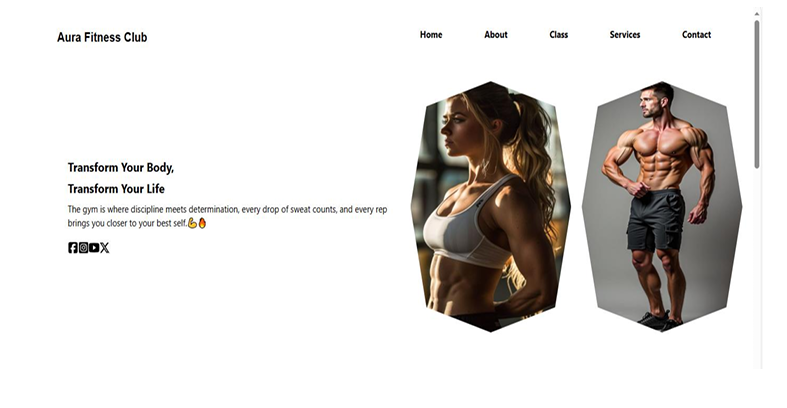 Aura Fitness Club
Home About Class Services Contact
Transform Your Body,
Transform Your Life
The gym is where discipline meets determination, every drop of sweat counts, and every rep
brings you closer to your best self.💪🔥